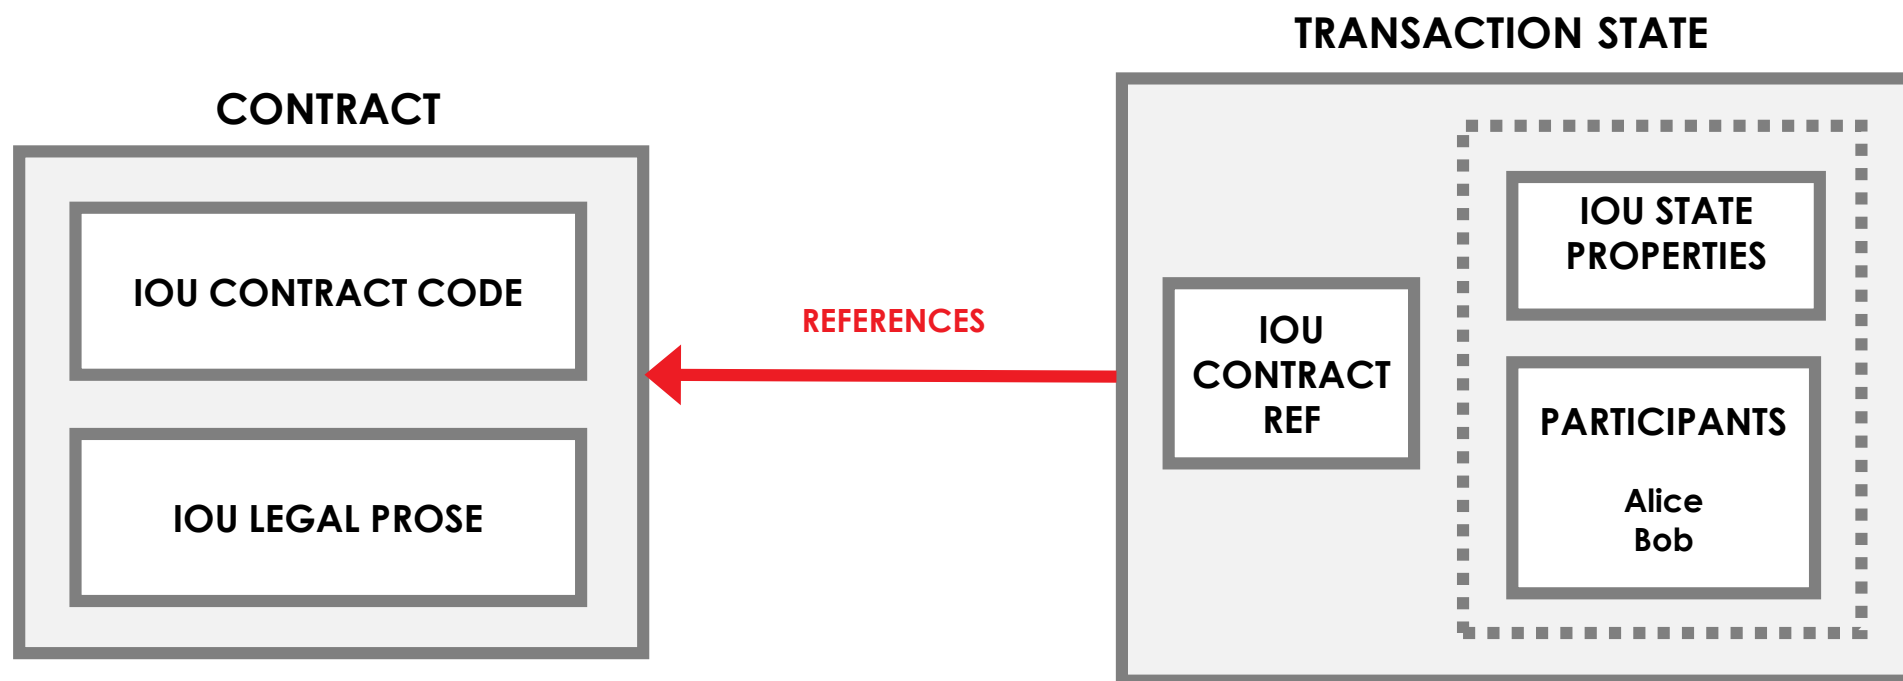 TRANSACTION STATE
CONTRACT
IOU CONTRACT CODE
IOU LEGAL PROSE
REFERENCES
IOU
CONTRACT
REF
IOU STATE
PROPERTIES
PARTICIPANTS
Alice
Bob